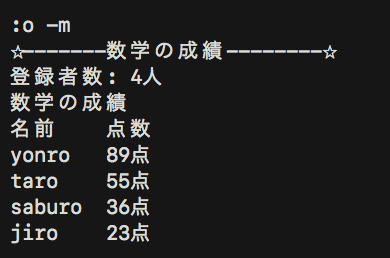 :o -m
☆-------数学の成績--------☆
登録者数: 4人
数学の成績
名前 点数
yonro 89点
taro 55点
saburo 36点
jiro 23点